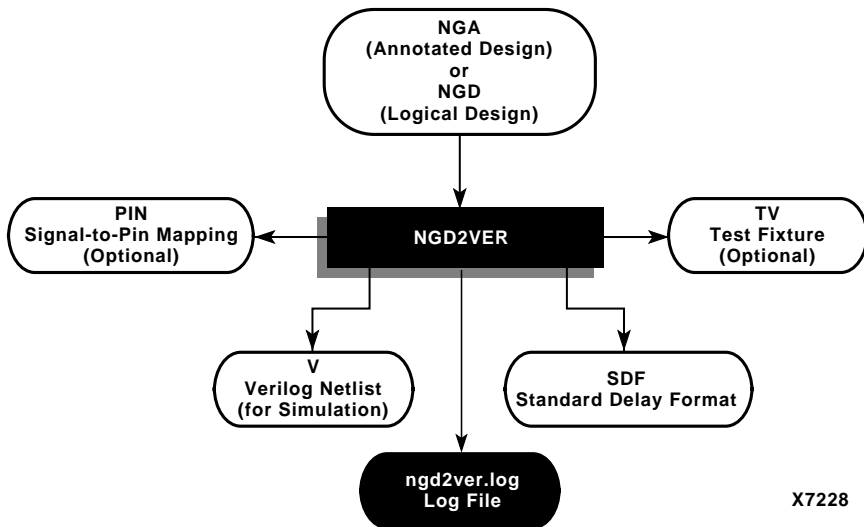 NGA
(Annotated Design)
or
NGD
(Logical Design)
PIN
Signal-to-Pin Mapping
(Optional)
NGD2VER
TV
Test Fixture
(Optional)
V
Verilog Netlist
(for Simulation)
SDF
Standard Delay Format
ngd2ver.log
Log File
X7228